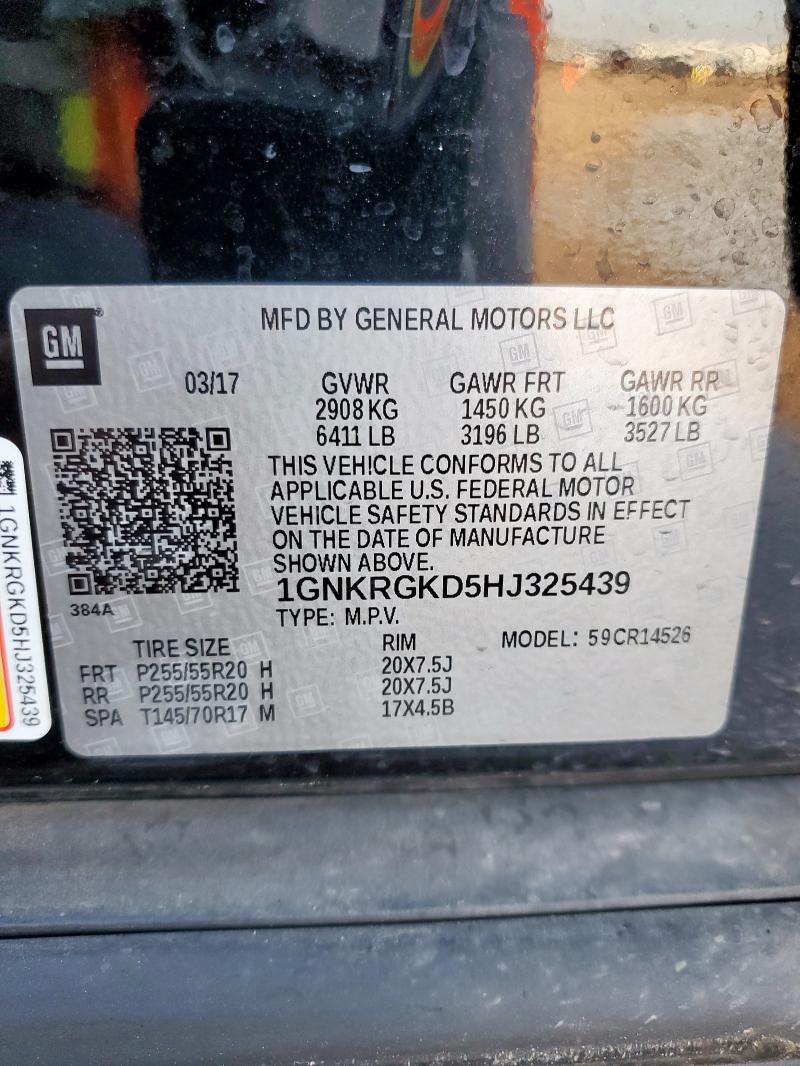 GM
MFD BY GENERAL MOTORS LLC
03/17 GVWR GAWR FRT GAWR RR
2908 KG 1450 KG 1600 KG
6411 LB 3196 LB 3527 LB
THIS VEHICLE CONFORMS TO ALL
APPLICABLE U.S. FEDERAL MOTOR
VEHICLE SAFETY STANDARDS IN EFFECT
ON THE DATE OF MANUFACTURE
SHOWN ABOVE.
1GNKRGKD5HJ325439
384A
TYPE: M.P.V.
TIRE SIZE RIM MODEL: 59CR14526
FRT P255/55R20 H 20X7.5J
RR P255/55R20 H 20X7.5J
SPA T145/70R17 M 17X4.5B
1GNKRGKD5HJ325439